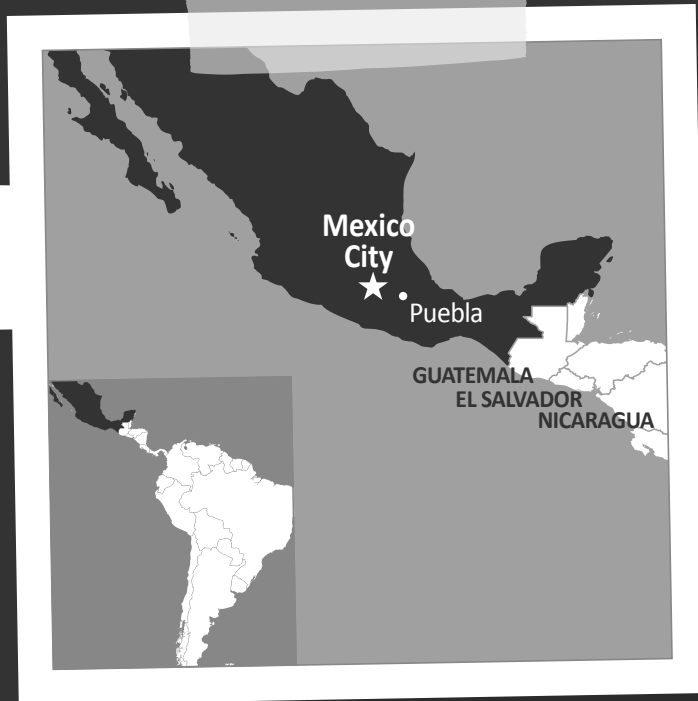 Mexico
City
Puebla
GUATEMALA
EL SALVADOR
NICARAGUA